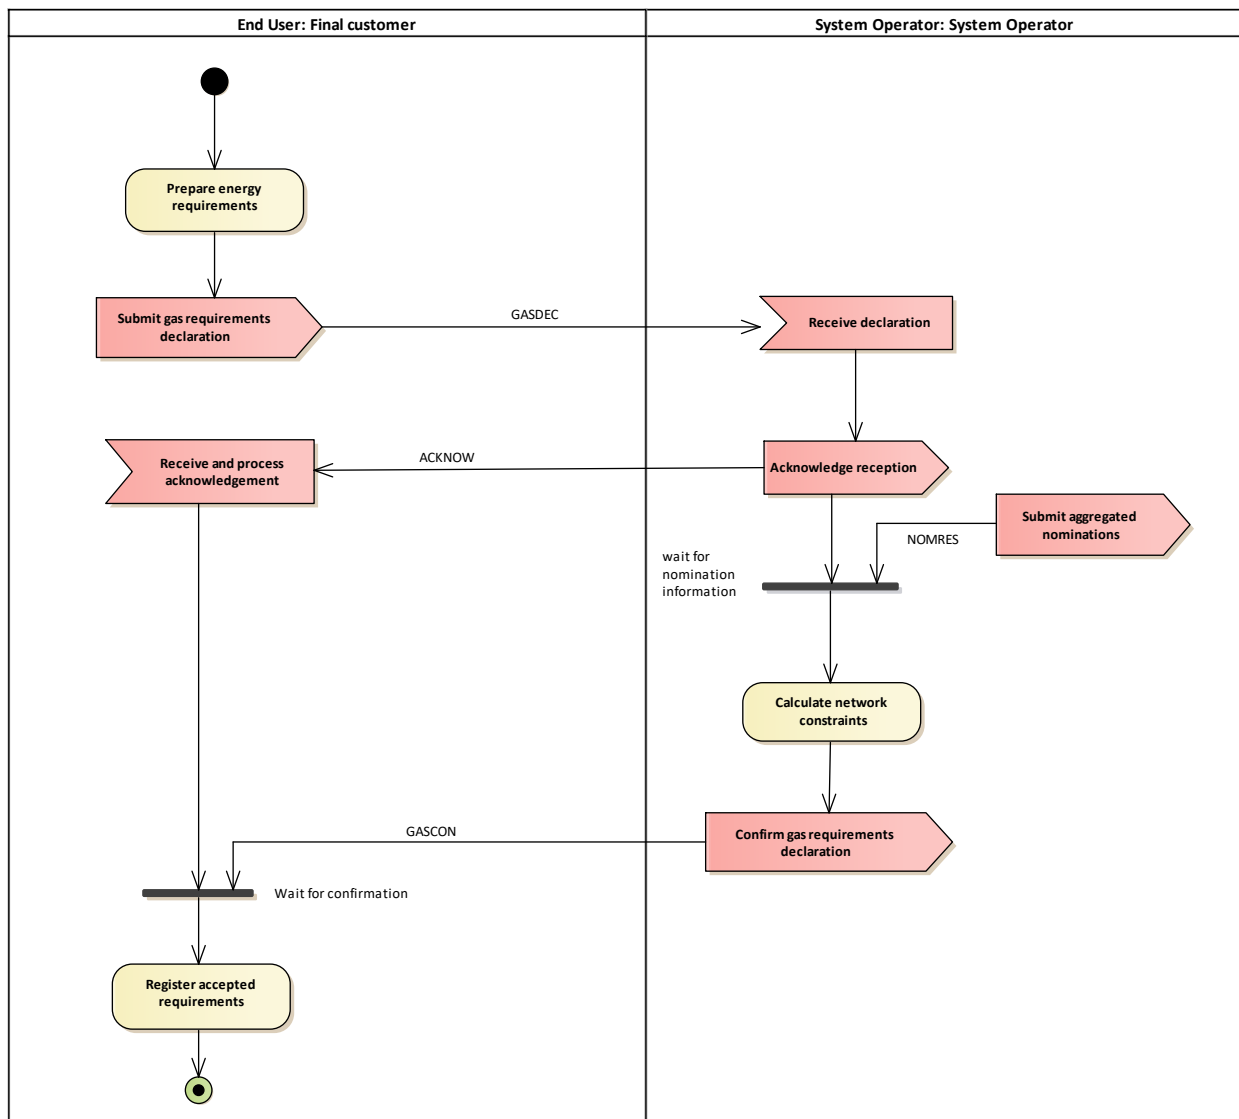 End User: Final customer
System Operator: System Operator
Prepare energy
requirements
Submit gas requirements
declaration
GASDEC
Receive declaration
Receive and process
acknowledgement
ACKNOW
Acknowledge reception
Submit aggregated
nominations
NOMRES
wait for
nomination
information
Calculate network
constraints
Confirm gas requirements
declaration
GASCON
Wait for confirmation
Register accepted
requirements